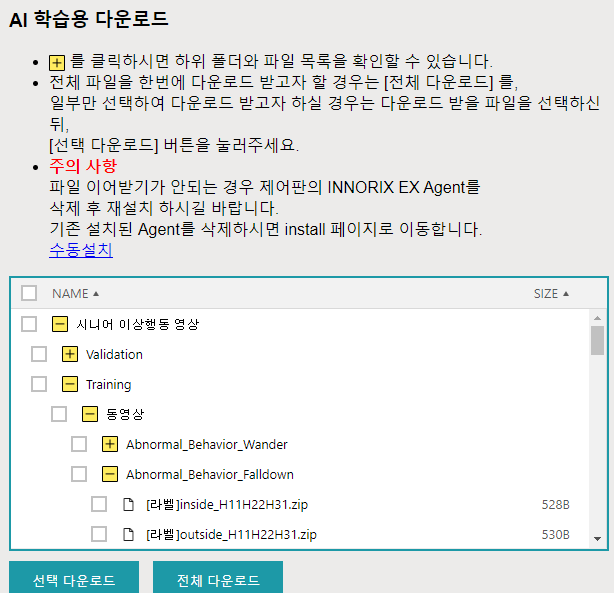 AI 학습용 다운로드
+ 를 클릭하시면 하위 폴더와 파일 목록을 확인할 수 있습니다.
전체 파일을 한번에 다운로드 받고자 할 경우는 [전체 다운로드] 를,
일부만 선택하여 다운로드 받고자 하실 경우는 다운로드 받을 파일을 선택하신
뒤,
[선택 다운로드] 버튼을 눌러주세요.
주의 사항
파일 이어받기가 안되는 경우 제어판의 INNORIX EX Agent를
삭제 후 재설치 하시길 바랍니다.
기존 설치된 Agent를 삭제하시면 install 페이지로 이동합니다.
수동설치
NAME ▲ SIZE ▲
시니어 이상행동 영상
Validation
Training
동영상
Abnormal_Behavior_Wander
Abnormal_Behavior_Falldown
[라벨]inside_H11H22H31.zip 528B
[라벨]outside_H11H22H31.zip 530B
선택 다운로드 전체 다운로드